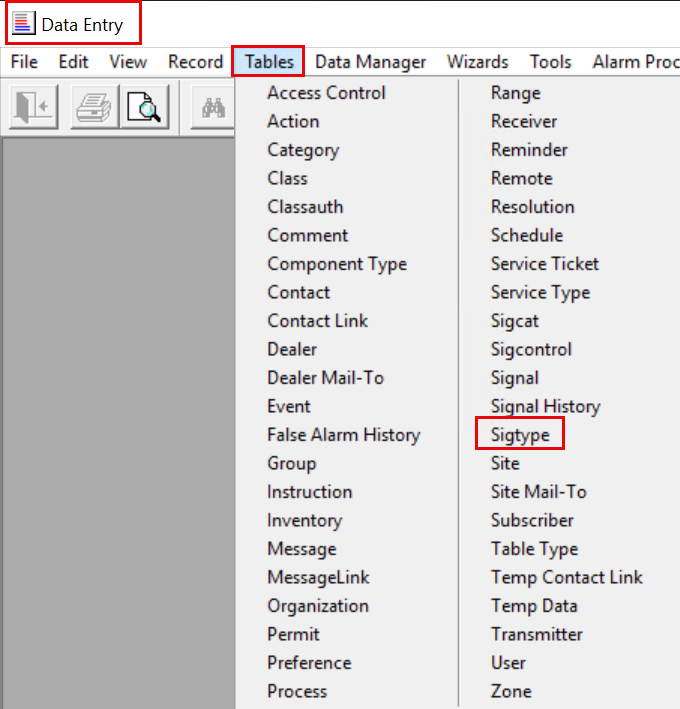 Data Entry
File Edit View Record Tables Data Manager Wizards Tools Alarm Proc
Access Control
Action
Category
Class
Classauth
Comment
Component Type
Contact
Contact Link
Dealer
Dealer Mail-To
Event
False Alarm History
Group
Instruction
Inventory
Message
MessageLink
Organization
Permit
Preference
Process
Range
Receiver
Reminder
Remote
Resolution
Schedule
Service Ticket
Service Type
Sigcat
Sigcontrol
Signal
Signal History
Sigtype
Site
Site Mail-To
Subscriber
Table Type
Temp Contact Link
Temp Data
Transmitter
User
Zone